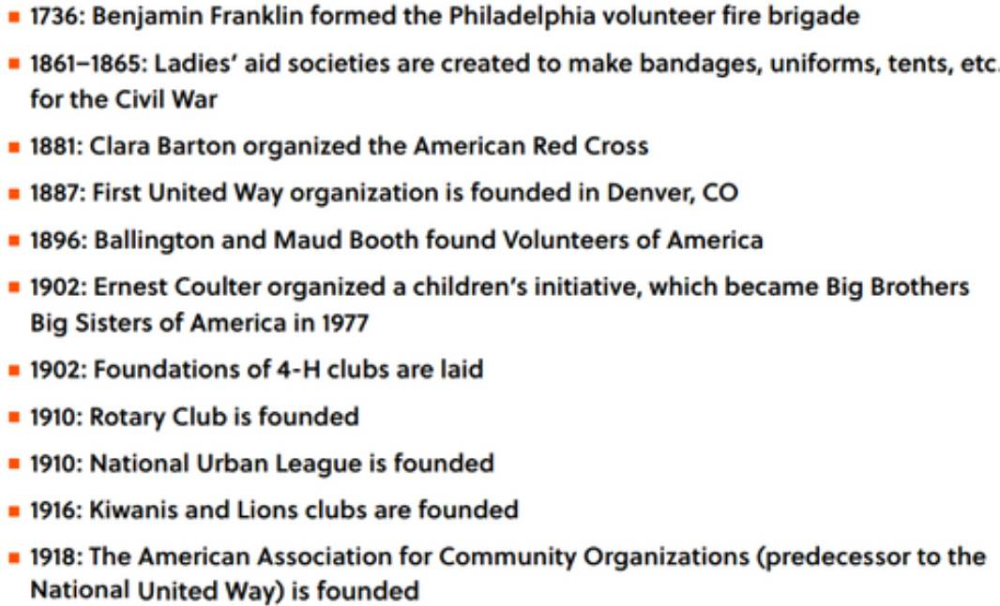 ▪ 1736: Benjamin Franklin formed the Philadelphia volunteer fire brigade
▪ 1861–1865: Ladies' aid societies are created to make bandages, uniforms, tents, etc.
for the Civil War
▪ 1881: Clara Barton organized the American Red Cross
▪ 1887: First United Way organization is founded in Denver, CO
▪ 1896: Ballington and Maud Booth found Volunteers of America
▪ 1902: Ernest Coulter organized a children's initiative, which became Big Brothers
Big Sisters of America in 1977
▪ 1902: Foundations of 4-H clubs are laid
▪ 1910: Rotary Club is founded
▪ 1910: National Urban League is founded
▪ 1916: Kiwanis and Lions clubs are founded
▪ 1918: The American Association for Community Organizations (predecessor to the
National United Way) is founded